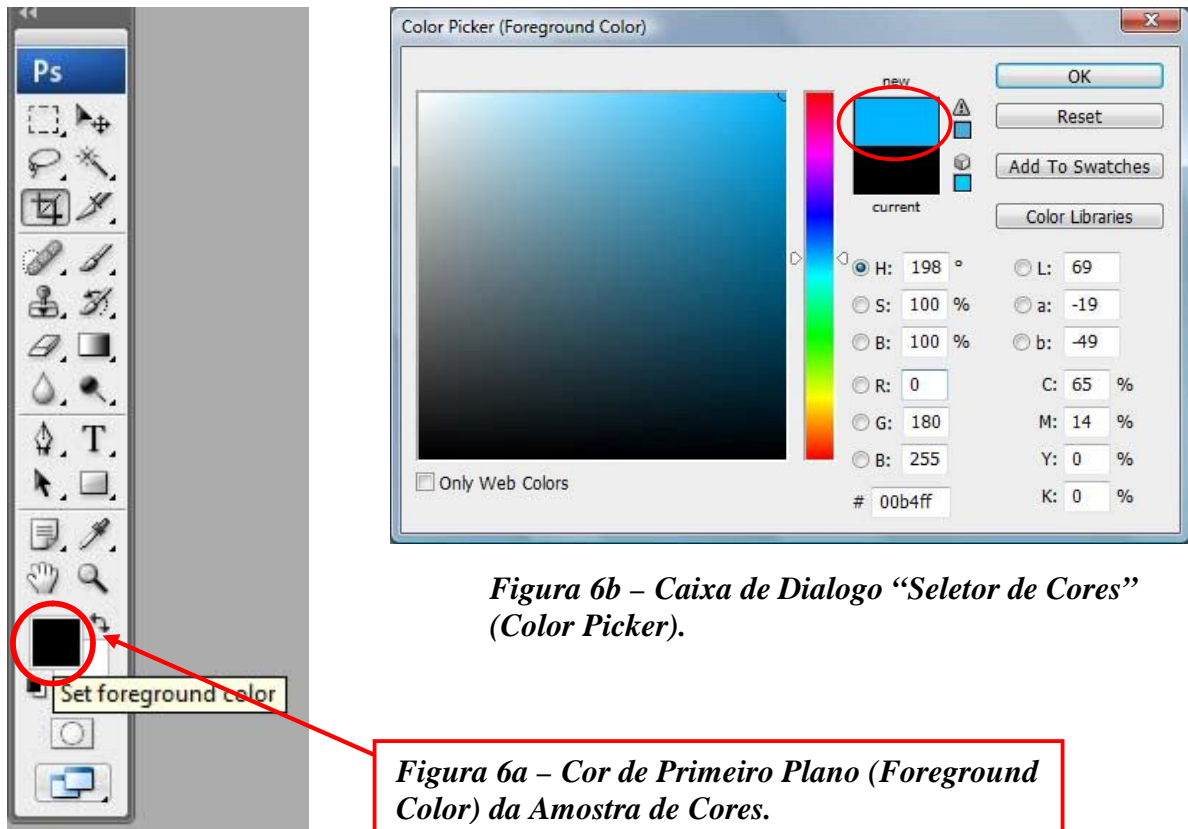 Ps
T
Set foreground color
Color Picker (Foreground Color)
new
current
OK
Reset
Add To Swatches
Color Libraries
H: 198 °
S: 100 %
B: 100 %
R: 0
G: 180
B: 255
# 00b4ff
L: 69
a: -19
b: -49
C: 65 %
M: 14 %
Y: 0 %
K: 0 %
Only Web Colors
Figura 6b – Caixa de Dialogo “Seletor de Cores”
(Color Picker).
Figura 6a – Cor de Primeiro Plano (Foreground
Color) da Amostra de Cores.